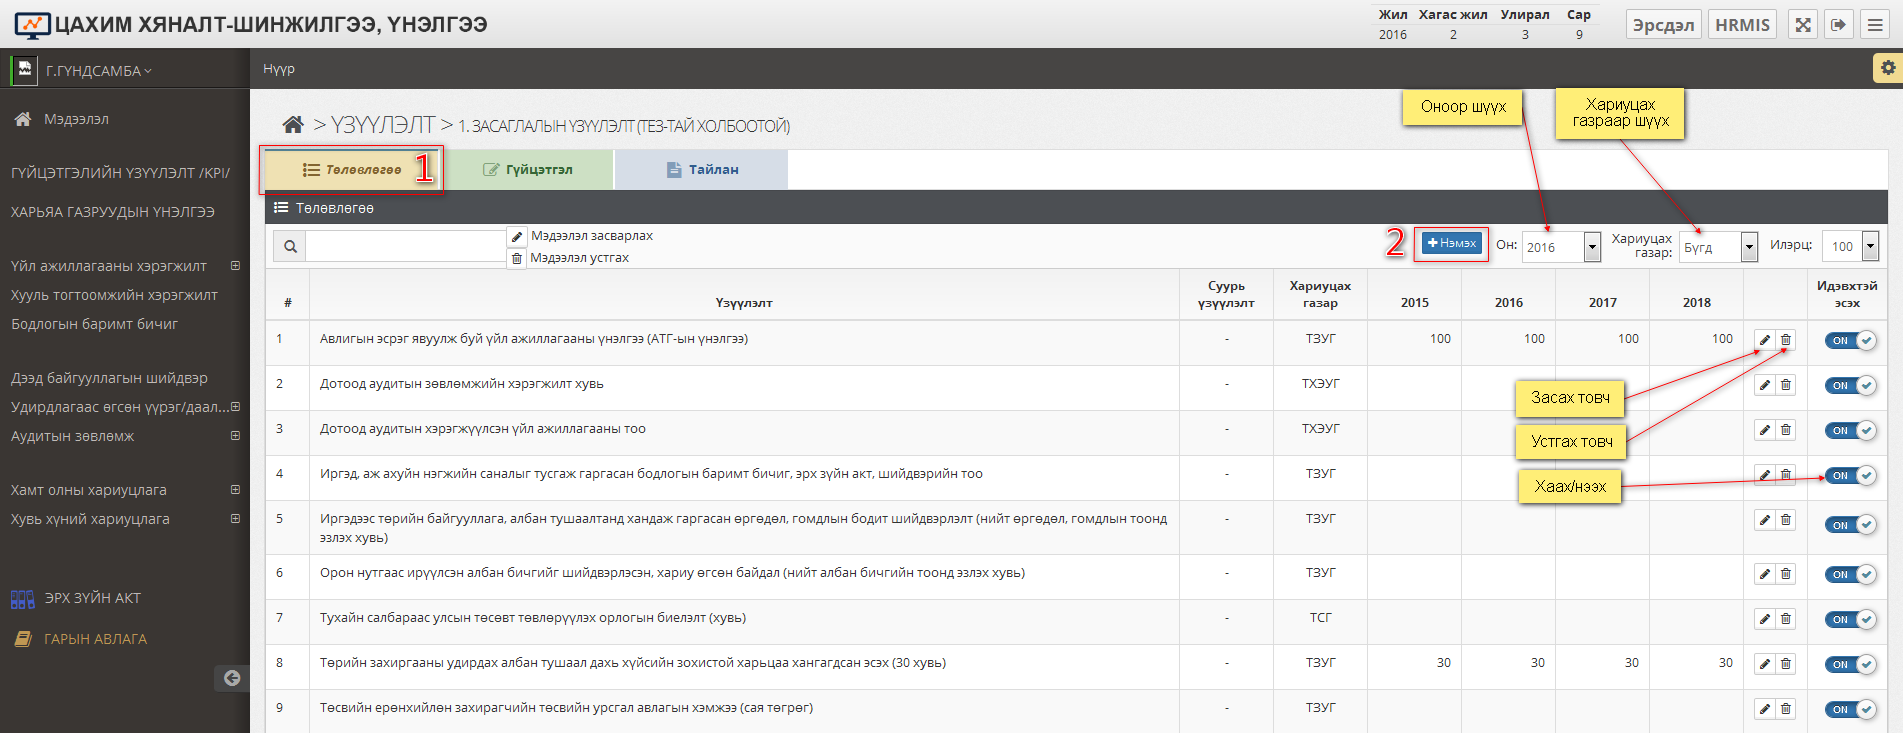 ЦАХИМ ХЯНАЛТ-ШИНЖИЛГЭЭ, ҮНЭЛГЭЭ
Жил Хагас жил Улирал Сар
2016 2 3 9
Эрсдэл HRMIS
Г.ГҮНДСАМБА
Нүүр
Мэдээлэл
ГҮЙЦЭТГЭЛИЙН ҮЗҮҮЛЭЛТ /KPI/
ХАРЬЯА ГАЗРУУДЫН ҮНЭЛГЭЭ
Үйл ажиллагааны хэрэгжилт
Хууль тогтоомжийн хэрэгжилт
Бодлогын баримт бичиг
Дээд байгууллагын шийдвэр
Удирдлагаас өгсөн үүрэг/даал...
Аудитын зөвлөмж
Хамт олны хариуцлага
Хувь хүний хариуцлага
ЭРХ ЗҮЙН АКТ
ГАРЫН АВЛАГА
> ҮЗҮҮЛЭЛТ > 1. ЗАСАГЛАЛЫН ҮЗҮҮЛЭЛТ (ТЕЗ-ТАЙ ХОЛБООТОЙ)
Оноор шүүх
Хариуцах
газраар шүүх
Төлөвлөгөө 1 Гүйцэтгэл Тайлан
Төлөвлөгөө
Мэдээлэл засварлах
Мэдээлэл устгах
2 Нэмэх Он: 2016 Хариуцах
газар: Бүгд Илэрц: 100
# Үзүүлэлт Суурь
үзүүлэлт Хариуцах
газар 2015 2016 2017 2018 Идэвхтэй
эсэх
1 Авлигын эсрэг явуулж буй үйл ажиллагааны үнэлгээ (АТГ-ын үнэлгээ) - ТЗУГ 100 100 100 100 ON
2 Дотоод аудитын зөвлөмжийн хэрэгжилт хувь - ТХЭУГ ON
Засах товч
3 Дотоод аудитын хэрэгжүүлсэн үйл ажиллагааны тоо - ТХЭУГ ON
Устгах товч
4 Иргэд, аж ахуйн нэгжийн саналыг тусгаж гаргасан бодлогын баримт бичиг, эрх зүйн акт, шийдвэрийн тоо - ТЗУГ ON
Хаах/нээх
5 Иргэдээс төрийн байгууллага, албан тушаалтанд хандаж гаргасан өргөдөл, гомдлын бодит шийдвэрлэлт (нийт өргөдөл, гомдлын тоонд
эзлэх хувь) - ТЗУГ ON
6 Орон нутгаас ирүүлсэн албан бичгийг шийдвэрлэсэн, хариу өгсөн байдал (нийт албан бичгийн тоонд эзлэх хувь) - ТЗУГ ON
7 Тухайн салбараас улсын төсөвт төвлөрүүлэх орлогын биелэлт (хувь) - ТСГ ON
8 Төрийн захиргааны удирдах албан тушаал дахь хүйсийн зохистой харьцаа хангагдсан эсэх (30 хувь) - ТЗУГ 30 30 30 30 ON
9 Төсвийн ерөнхийлөн захирагчийн төсвийн урсгал авлагын хэмжээ (сая төгрөг) - ТЗУГ ON